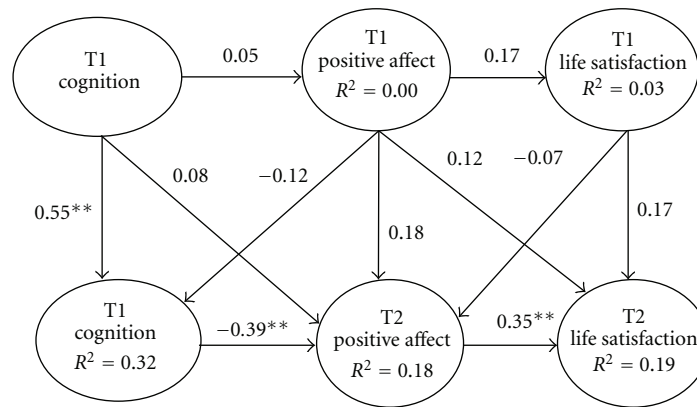 T1
cognition
0.05
T1
positive affect
R² = 0.00
0.17
T1
life satisfaction
R² = 0.03
0.55**
0.08
−0.12
0.18
0.12
−0.07
0.17
T1
cognition
R² = 0.32
−0.39**
T2
positive affect
R² = 0.18
0.35**
T2
life satisfaction
R² = 0.19